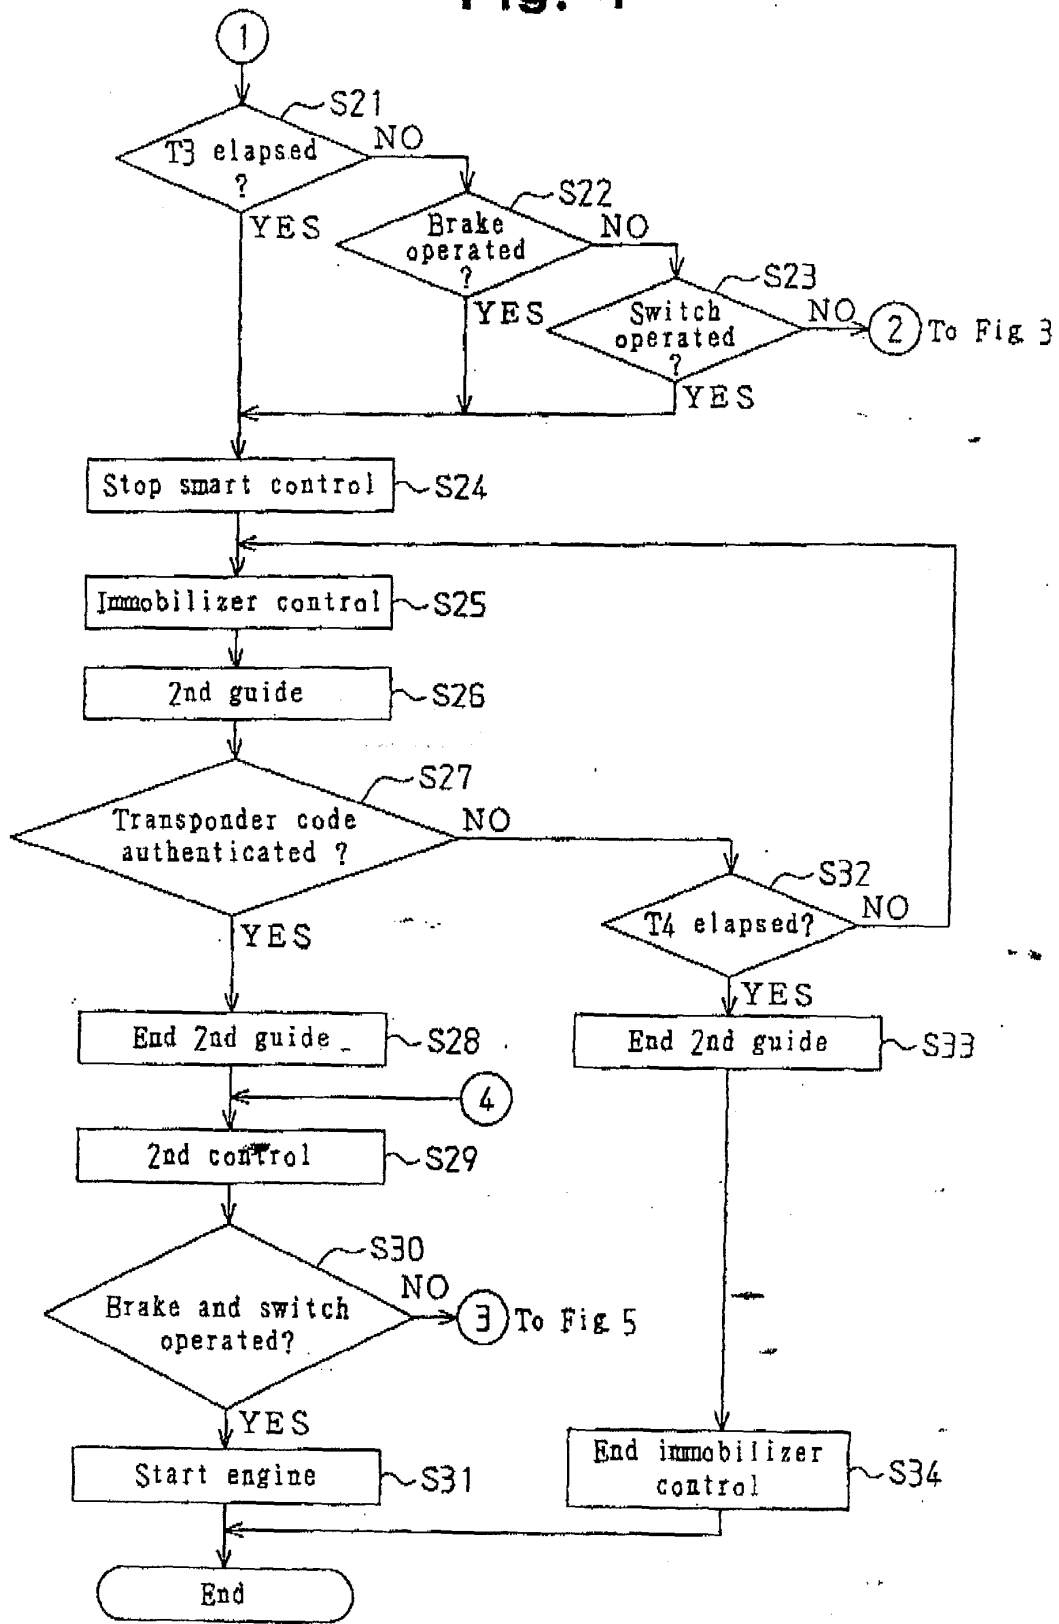 1
S21
T3 elapsed
?
NO
YES
S22
Brake
operated
?
NO
YES
S23
Switch
operated
?
NO
YES
2 To Fig 3
Stop smart control
S24
Immobilizer control
S25
2nd guide
S26
S27
Transponder code
authenticated ?
NO
YES
S32
T4 elapsed?
NO
YES
End 2nd guide
S28
End 2nd guide
S33
4
2nd control
S29
S30
Brake and switch
operated?
NO
3 To Fig 5
YES
Start engine
S31
End immobilizer
control
S34
End